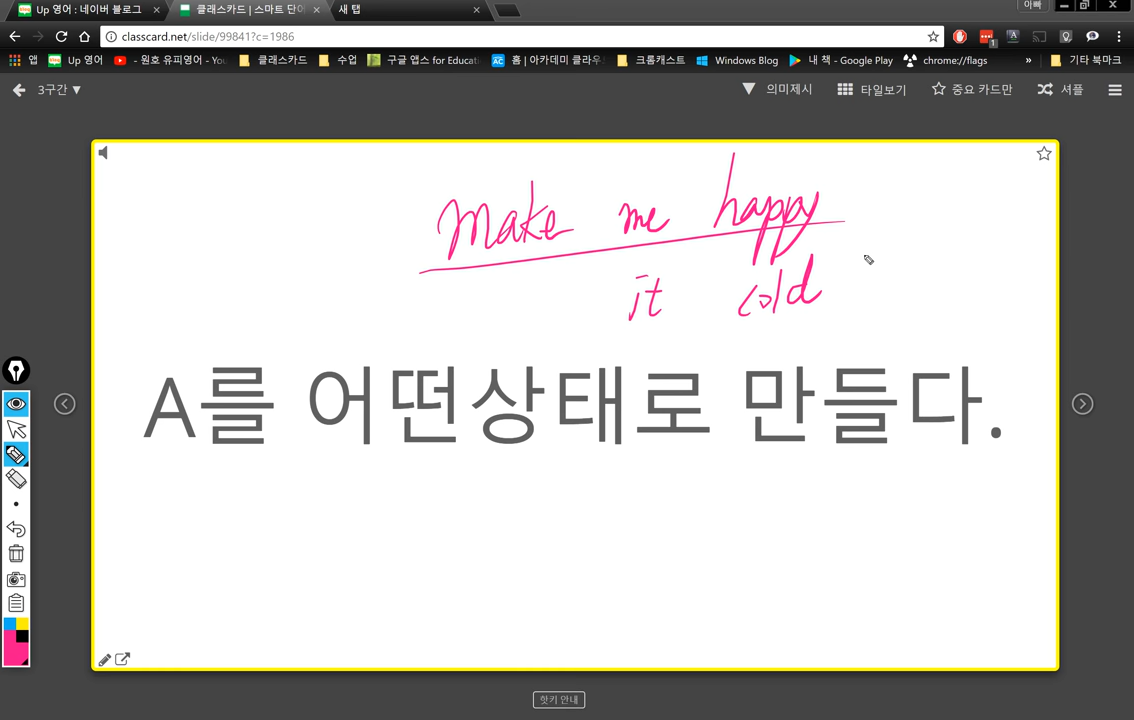 Up 영어 : 네이버 블로그
클래스카드 | 스마트 단어
새 탭
아빠
classcard.net/slide/99841?c=1986
1
앱
Up 영어
- 원호 유피영어 - You
클래스카드
수업
구글 앱스 for Educat
홈 | 아카데미 클라우드
크롬캐스트
Windows Blog
내 책 - Google Play
chrome://flags
»
기타 북마크
3구간 ▼
▼ 의미제시
타일보기
중요 카드만
셔플
make me happy
it cold
A를 어떤상태로 만들다.
핫키 안내